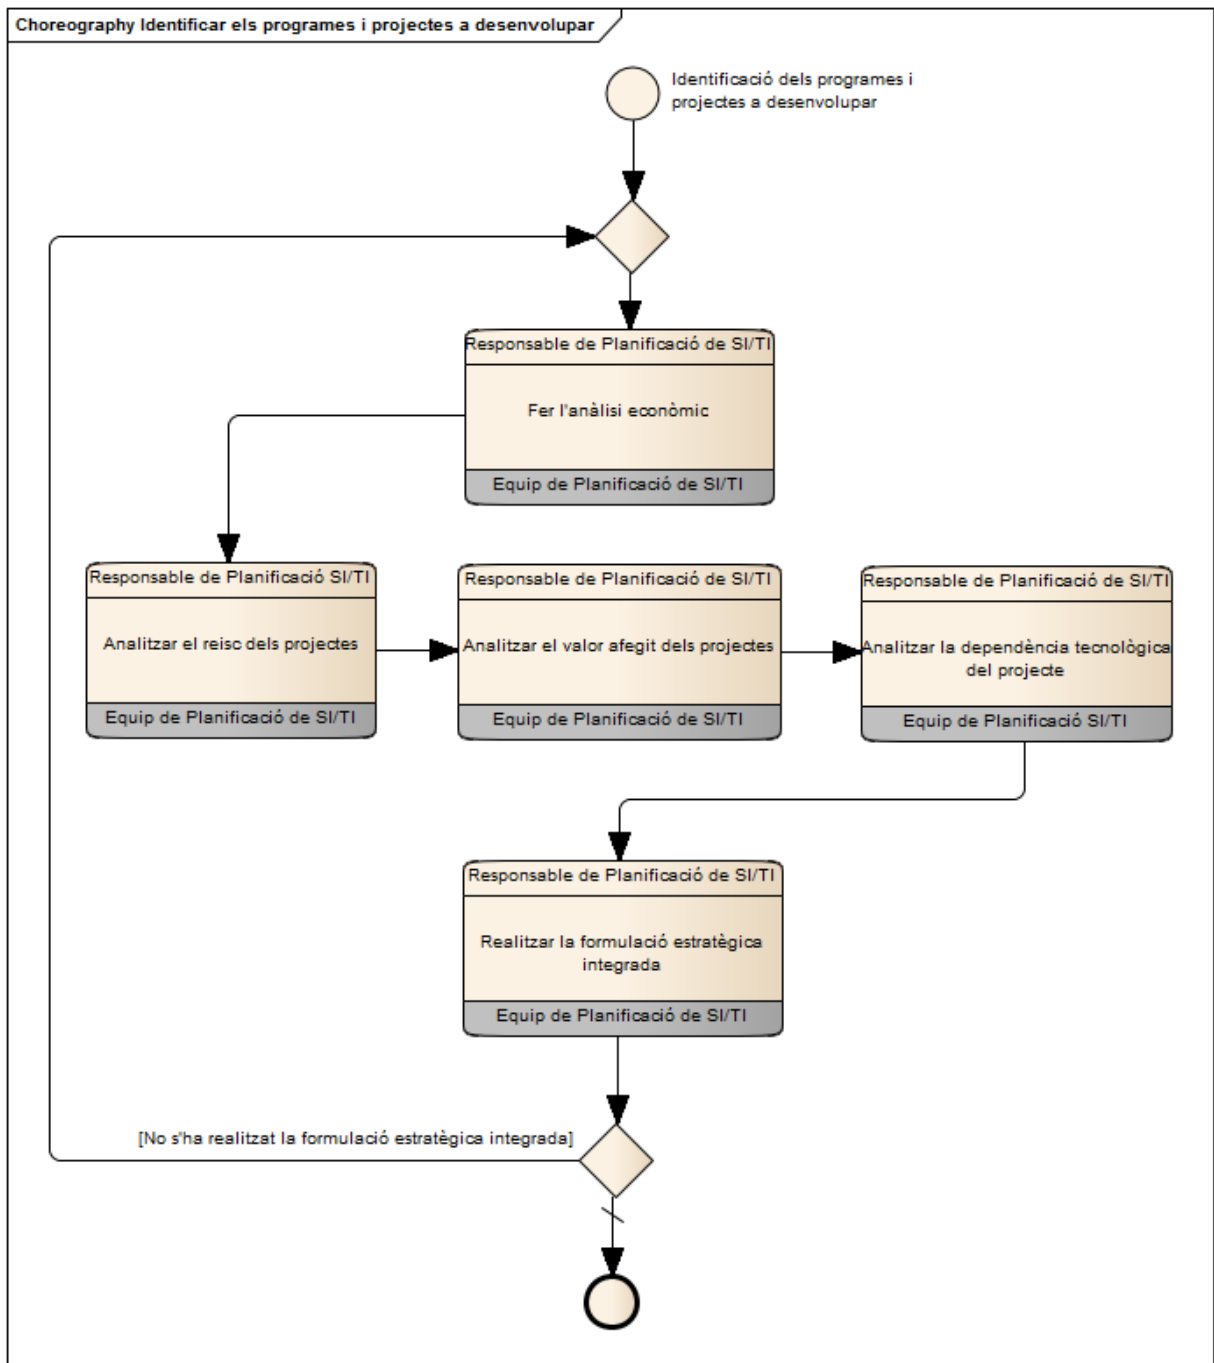 Choreography Identificar els programes i projectes a desenvolupar
Identificació dels programes i
projectes a desenvolupar
Responsable de Planificació de SI/TI
Fer l'anàlisi econòmic
Equip de Planificació de SI/TI
Responsable de Planificació SI/TI
Analitzar el reisc dels projectes
Equip de Planificació de SI/TI
Responsable de Planificació de SI/TI
Analitzar el valor afegit dels projectes
Equip de Planificació de SI/TI
Responsable de Planificació de SI/TI
Analitzar la dependència tecnològica
del projecte
Equip de Planificació SI/TI
Responsable de Planificació de SI/TI
Realitzar la formulació estratègica
integrada
Equip de Planificació de SI/TI
[No s'ha realitzat la formulació estratègica integrada]